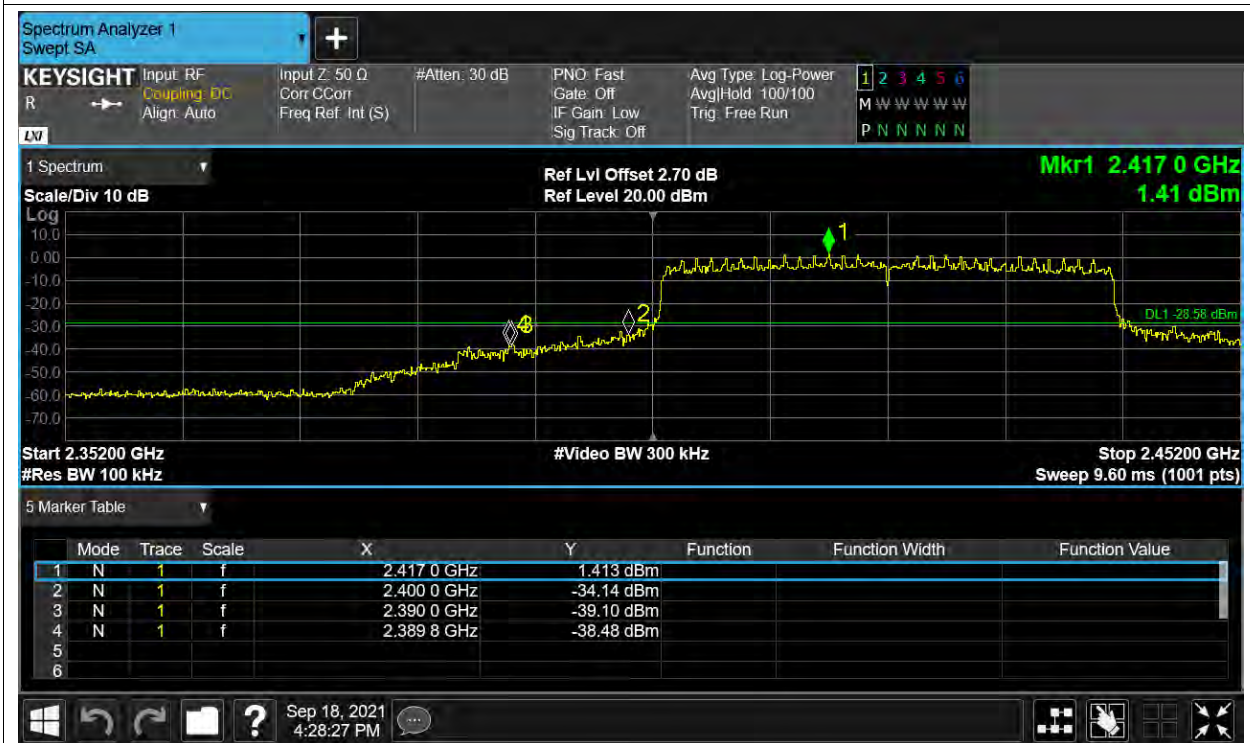 Spectrum Analyzer 1
Swept SA
KEYSIGHT Input: RF Input Z: 50 Ω #Atten: 30 dB PNO: Fast Avg Type: Log-Power 1 2 3 4 5 6
R Coupling: DC Corr CCorr Gate: Off Avg|Hold: 100/100 M W W W W W W
Align: Auto Freq Ref: Int (S) IF Gain: Low Trig: Free Run
LXI Sig Track: Off P N N N N N N
1 Spectrum Ref Lvl Offset 2.70 dB Mkr1 2.417 0 GHz
Scale/Div 10 dB Ref Level 20.00 dBm 1.41 dBm
Log
10.0 1
0.00
-10.0
-20.0 2
-30.0 DL1 -28.58 dBm
-40.0
-50.0
-60.0
-70.0
Start 2.35200 GHz #Video BW 300 kHz Stop 2.45200 GHz
#Res BW 100 kHz Sweep 9.60 ms (1001 pts)
5 Marker Table
Mode Trace Scale X Y Function Function Width Function Value
1 N 1 f 2.417 0 GHz 1.413 dBm
2 N 1 f 2.400 0 GHz -34.14 dBm
3 N 1 f 2.390 0 GHz -39.10 dBm
4 N 1 f 2.389 8 GHz -38.48 dBm
5
6
? Sep 18, 2021
4:28:27 PM